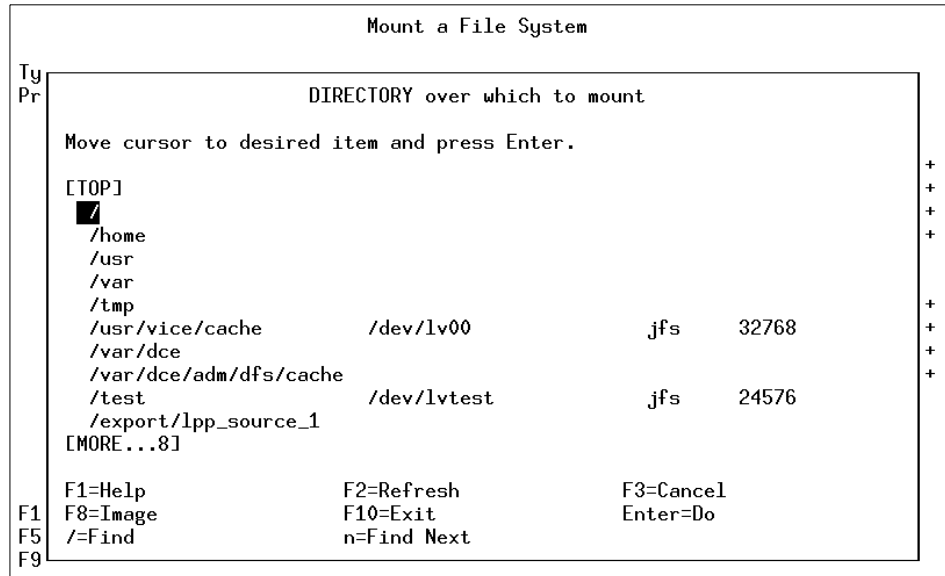 Mount a File System
Ty
Pr
DIRECTORY over which to mount
Move cursor to desired item and press Enter.
+
[TOP] +
/ +
/home +
/usr
/var
/tmp +
/usr/vice/cache /dev/lv00 jfs 32768 +
/var/dce +
/var/dce/adm/dfs/cache +
/test /dev/lvtest jfs 24576
/export/lpp_source_1
[MORE...8]
F1=Help F2=Refresh F3=Cancel
F1 F8=Image F10=Exit Enter=Do
F5 /=Find n=Find Next
F9